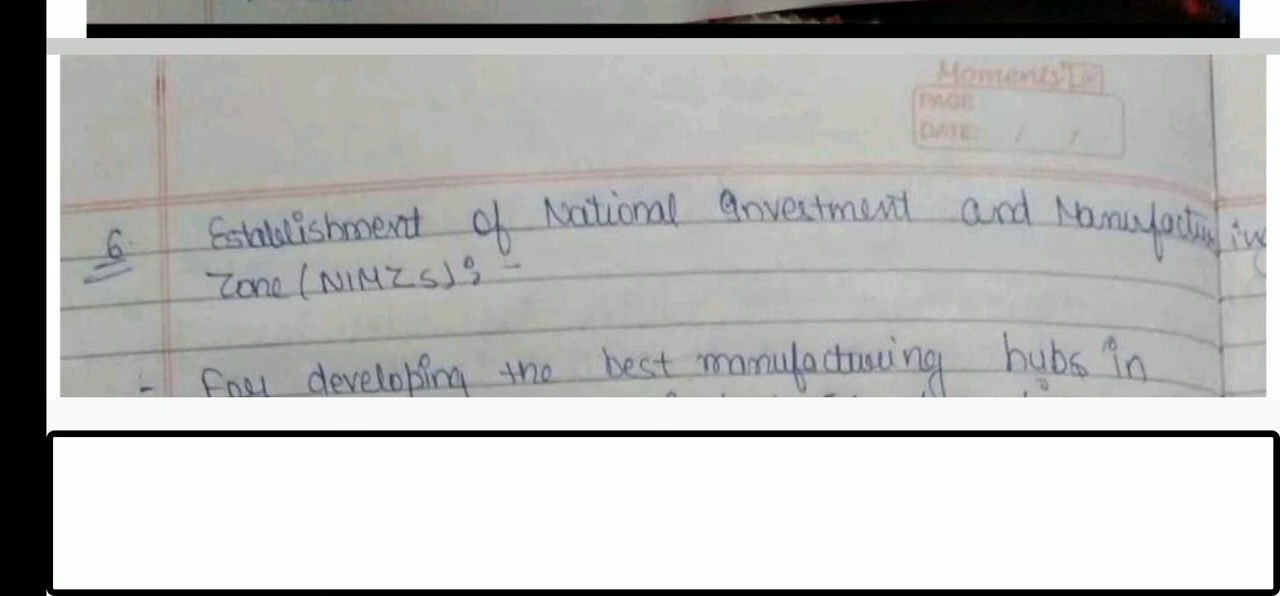 Moments
PAGE
DATE: / /
6. Establishment of National Investment and Manufacturing
Zone (NIMZs):-
- For developing the best manufacturing hubs in